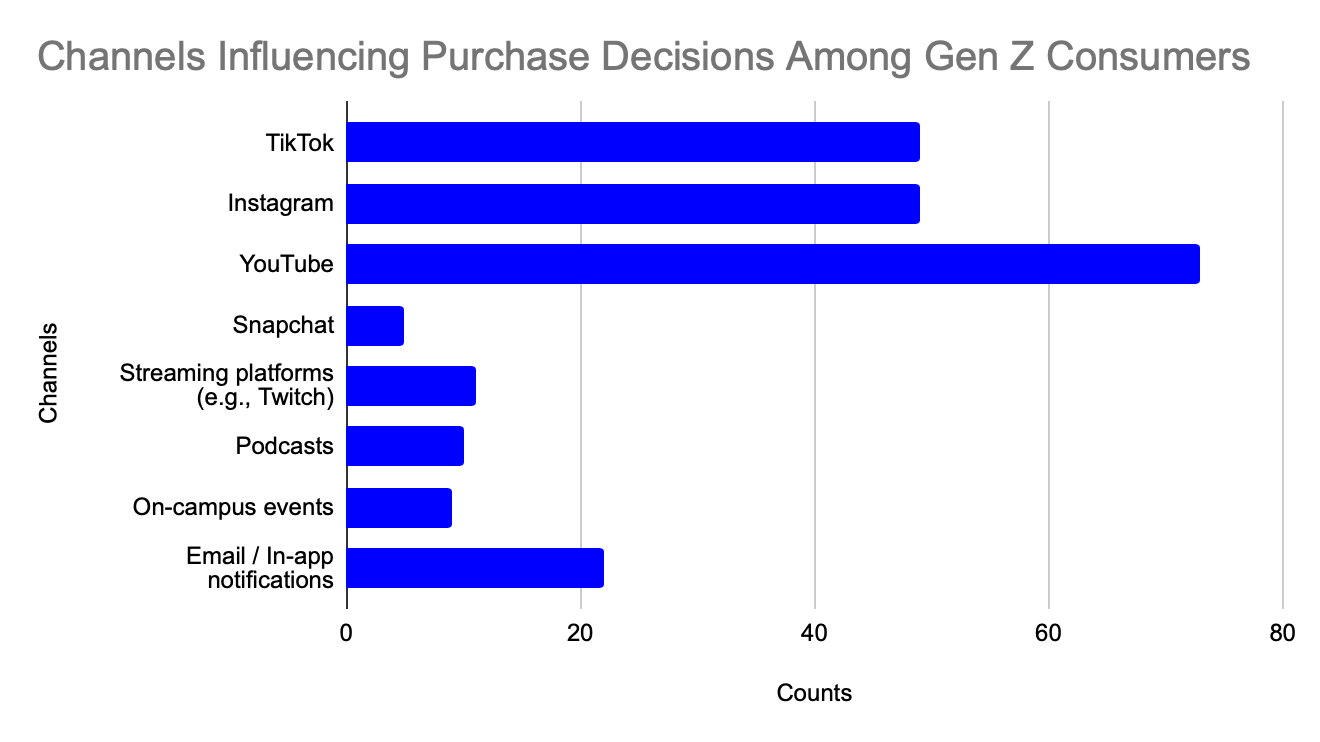 Channels Influencing Purchase Decisions Among Gen Z Consumers
TikTok
Instagram
YouTube
Snapchat
Streaming platforms
(e.g., Twitch)
Podcasts
On-campus events
Email / In-app
notifications
Channels
0 20 40 60 80
Counts